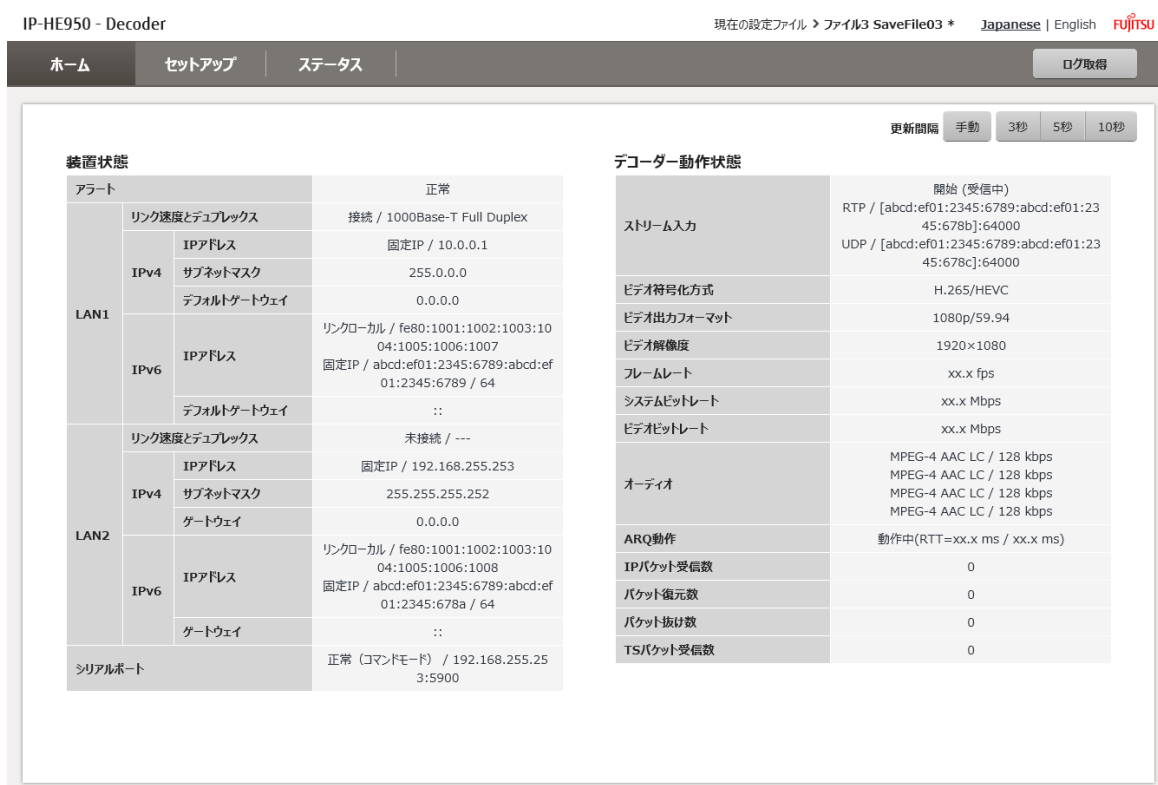 IP-HE950 - Decoder
現在の設定ファイル > ファイル3 SaveFile03 *
Japanese | English
FUJITSU
ホーム
セットアップ
ステータス
ログ取得
更新間隔 手動 3秒 5秒 10秒
装置状態
アラート 正常
LAN1
リンク速度とデュプレックス 接続 / 1000Base-T Full Duplex
IPv4
IPアドレス 固定IP / 10.0.0.1
サブネットマスク 255.0.0.0
デフォルトゲートウェイ 0.0.0.0
IPv6
IPアドレス
リンクローカル / fe80:1001:1002:1003:10
04:1005:1006:1007
固定IP / abcd:ef01:2345:6789:abcd:ef
01:2345:6789 / 64
デフォルトゲートウェイ ::
LAN2
リンク速度とデュプレックス 未接続 / ---
IPv4
IPアドレス 固定IP / 192.168.255.253
サブネットマスク 255.255.255.252
ゲートウェイ 0.0.0.0
IPv6
IPアドレス
リンクローカル / fe80:1001:1002:1003:10
04:1005:1006:1008
固定IP / abcd:ef01:2345:6789:abcd:ef
01:2345:678a / 64
ゲートウェイ ::
シリアルポート
正常（コマンドモード） / 192.168.255.25
3:5900
デコーダー動作状態
ストリーム入力
開始 (受信中)
RTP / [abcd:ef01:2345:6789:abcd:ef01:23
45:678b]:64000
UDP / [abcd:ef01:2345:6789:abcd:ef01:23
45:678c]:64000
ビデオ符号化方式 H.265/HEVC
ビデオ出力フォーマット 1080p/59.94
ビデオ解像度 1920×1080
フレームレート xx.x fps
システムビットレート xx.x Mbps
ビデオビットレート xx.x Mbps
オーディオ
MPEG-4 AAC LC / 128 kbps
MPEG-4 AAC LC / 128 kbps
MPEG-4 AAC LC / 128 kbps
MPEG-4 AAC LC / 128 kbps
ARQ動作 動作中(RTT=xx.x ms / xx.x ms)
IPパケット受信数 0
パケット復元数 0
パケット抜け数 0
TSパケット受信数 0